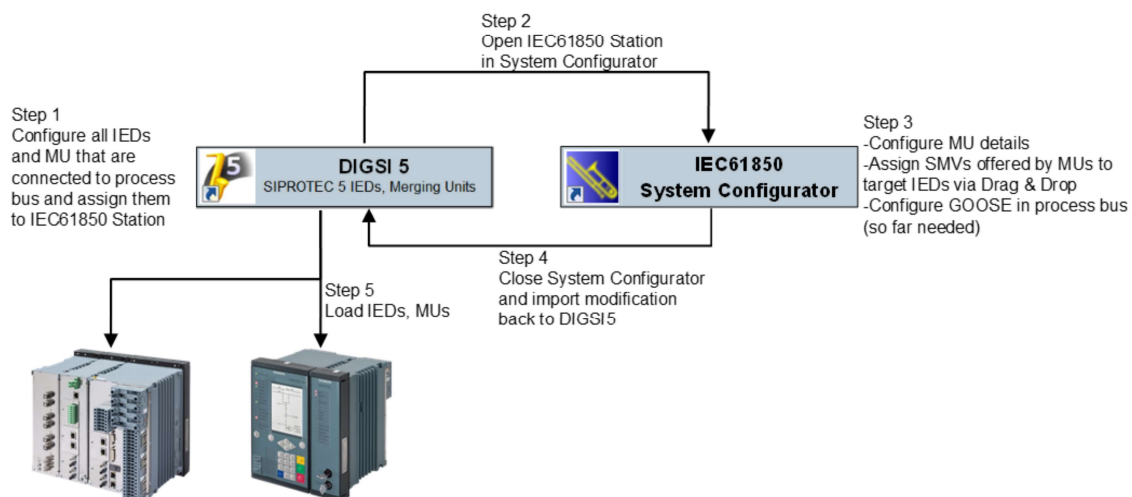 Step 2
Open IEC61850 Station
in System Configurator
Step 1
Configure all IEDs
and MU that are
connected to process
bus and assign them
to IEC61850 Station
5
DIGSI 5
SIPROTEC 5 IEDs, Merging Units
IEC61850
System Configurator
Step 3
-Configure MU details
-Assign SMVs offered by MUs to
target IEDs via Drag & Drop
-Configure GOOSE in process bus
(so far needed)
Step 4
Close System Configurator
and import modification
back to DIGSI5
Step 5
Load IEDs, MUs